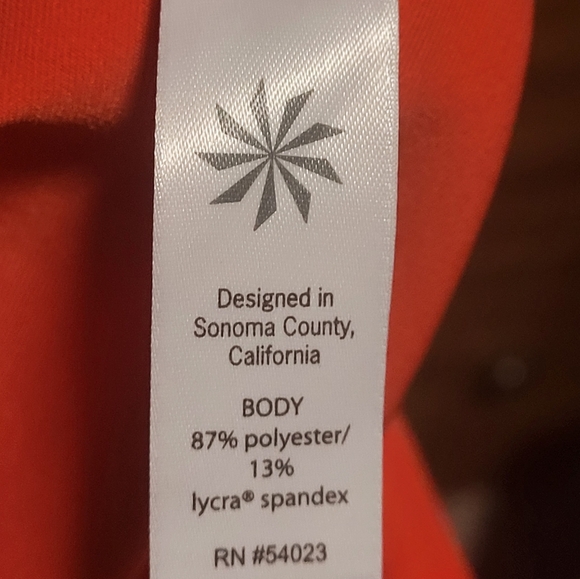 Designed in
Sonoma County,
California
BODY
87% polyester/
13%
lycra® spandex
RN #54023